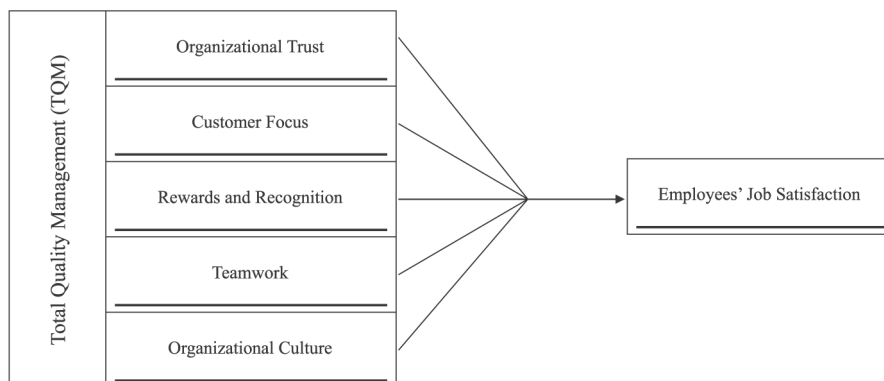 Total Quality Management (TQM)
Organizational Trust
Customer Focus
Rewards and Recognition
Teamwork
Organizational Culture
Employees’ Job Satisfaction